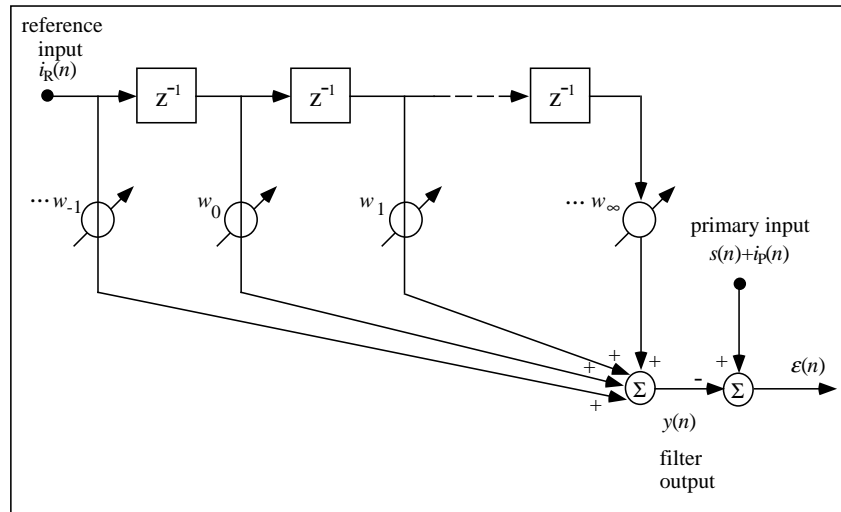 reference
input
i_R(n)
z⁻¹
z⁻¹
z⁻¹
... w_-1
w_0
w_1
... w_∞
primary input
s(n)+i_P(n)
+
+
+
+
+
-
Σ
Σ
ε(n)
y(n)
filter
output